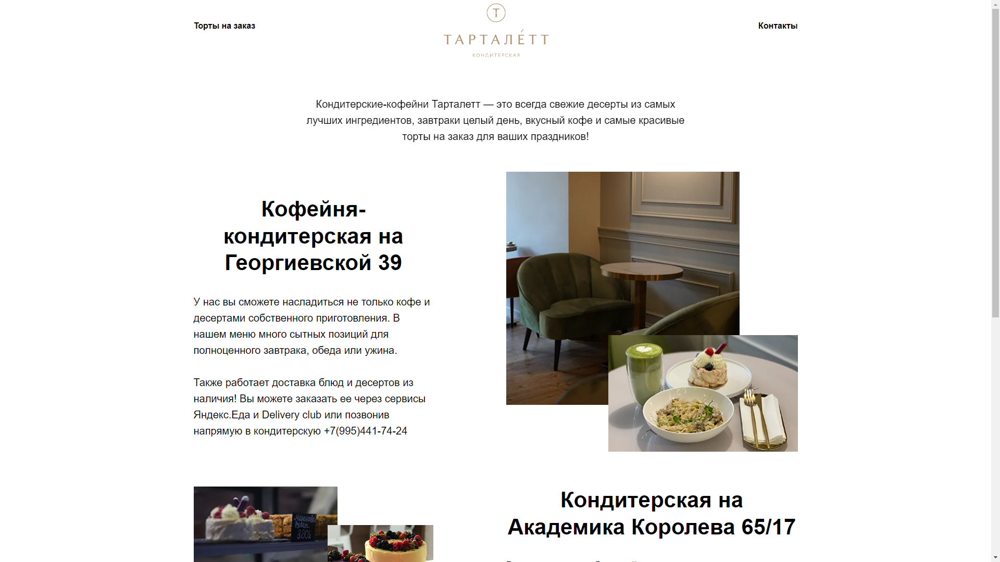 Торты на заказ
Т
ТАРТАЛÉТТ
КОНДИТЕРСКАЯ
Контакты
Кондитерские-кофейни Тарталетт — это всегда свежие десерты из самых
лучших ингредиентов, завтраки целый день, вкусный кофе и самые красивые
торты на заказ для ваших праздников!
Кофейня-
кондитерская на
Георгиевской 39
У нас вы сможете насладиться не только кофе и
десертами собственного приготовления. В
нашем меню много сытных позиций для
полноценного завтрака, обеда или ужина.
Также работает доставка блюд и десертов из
наличия! Вы можете заказать ее через сервисы
Яндекс.Еда и Delivery club или позвонив
напрямую в кондитерскую +7(995)441-74-24
рулет
Кондитерская на
Академика Королева 65/17